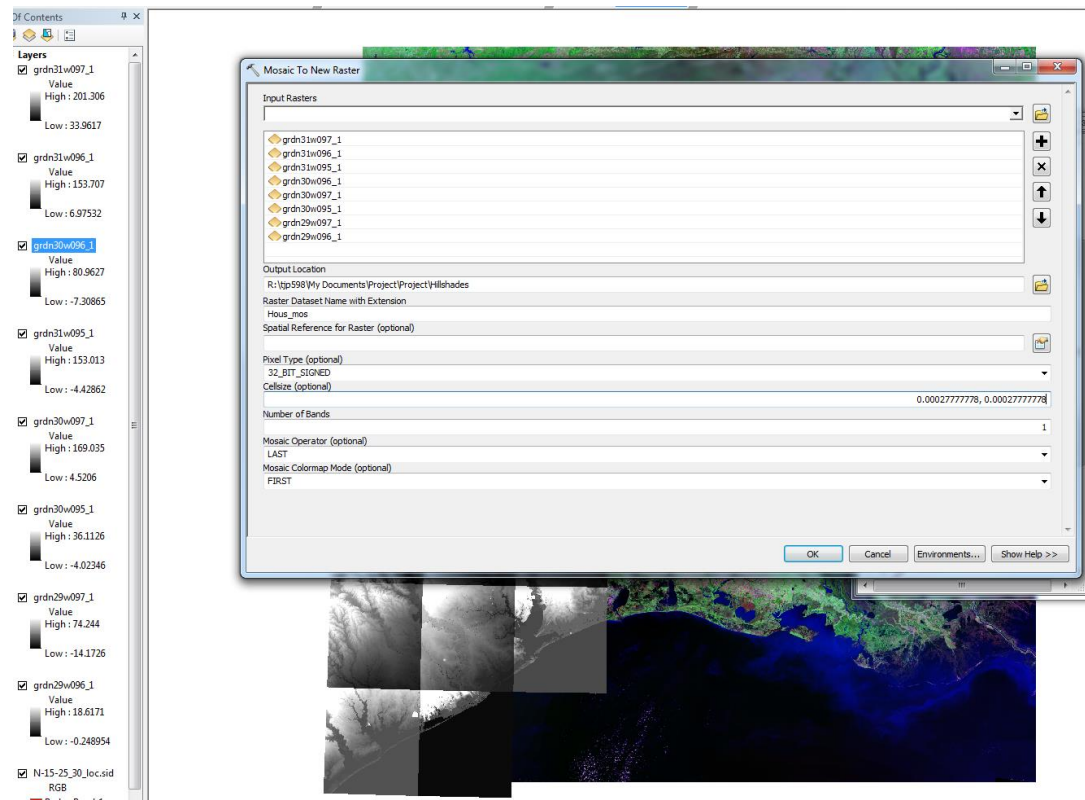 Of Contents
Layers
grdn31w097_1
Value
High : 201.306
Low : 33.9617
grdn31w096_1
Value
High : 153.707
Low : 6.97532
grdn30w096_1
Value
High : 80.9627
Low : -7.30865
grdn31w095_1
Value
High : 153.013
Low : -4.42862
grdn30w097_1
Value
High : 169.035
Low : 4.5206
grdn30w095_1
Value
High : 36.1126
Low : -4.02346
grdn29w097_1
Value
High : 74.244
Low : -14.1726
grdn29w096_1
Value
High : 18.6171
Low : -0.248954
N-15-25_30_loc.sid
RGB
Mosaic To New Raster
Input Rasters
grdn31w097_1
grdn31w096_1
grdn31w095_1
grdn30w096_1
grdn30w097_1
grdn30w095_1
grdn29w097_1
grdn29w096_1
Output Location
R:\tjp598\My Documents\Project\Project\Hillshades
Raster Dataset Name with Extension
Hous_mos
Spatial Reference for Raster (optional)
Pixel Type (optional)
32_BIT_SIGNED
Cellsize (optional)
0.00027777778, 0.00027777778
Number of Bands
1
Mosaic Operator (optional)
LAST
Mosaic Colormap Mode (optional)
FIRST
OK
Cancel
Environments...
Show Help >>